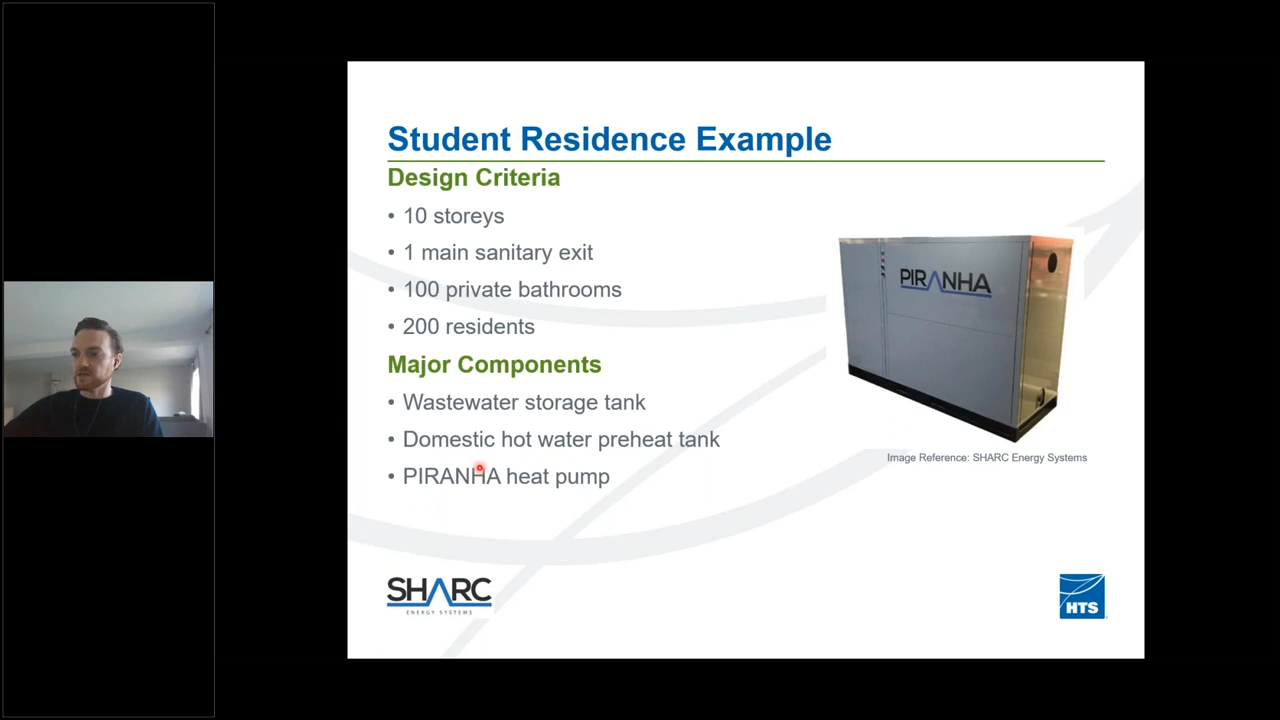 Student Residence Example
Design Criteria
• 10 storeys
• 1 main sanitary exit
• 100 private bathrooms
• 200 residents
Major Components
• Wastewater storage tank
• Domestic hot water preheat tank
• PIRANHA heat pump
PIRANHA
Image Reference: SHARC Energy Systems
SHARC
ENERGY SYSTEMS
HTS